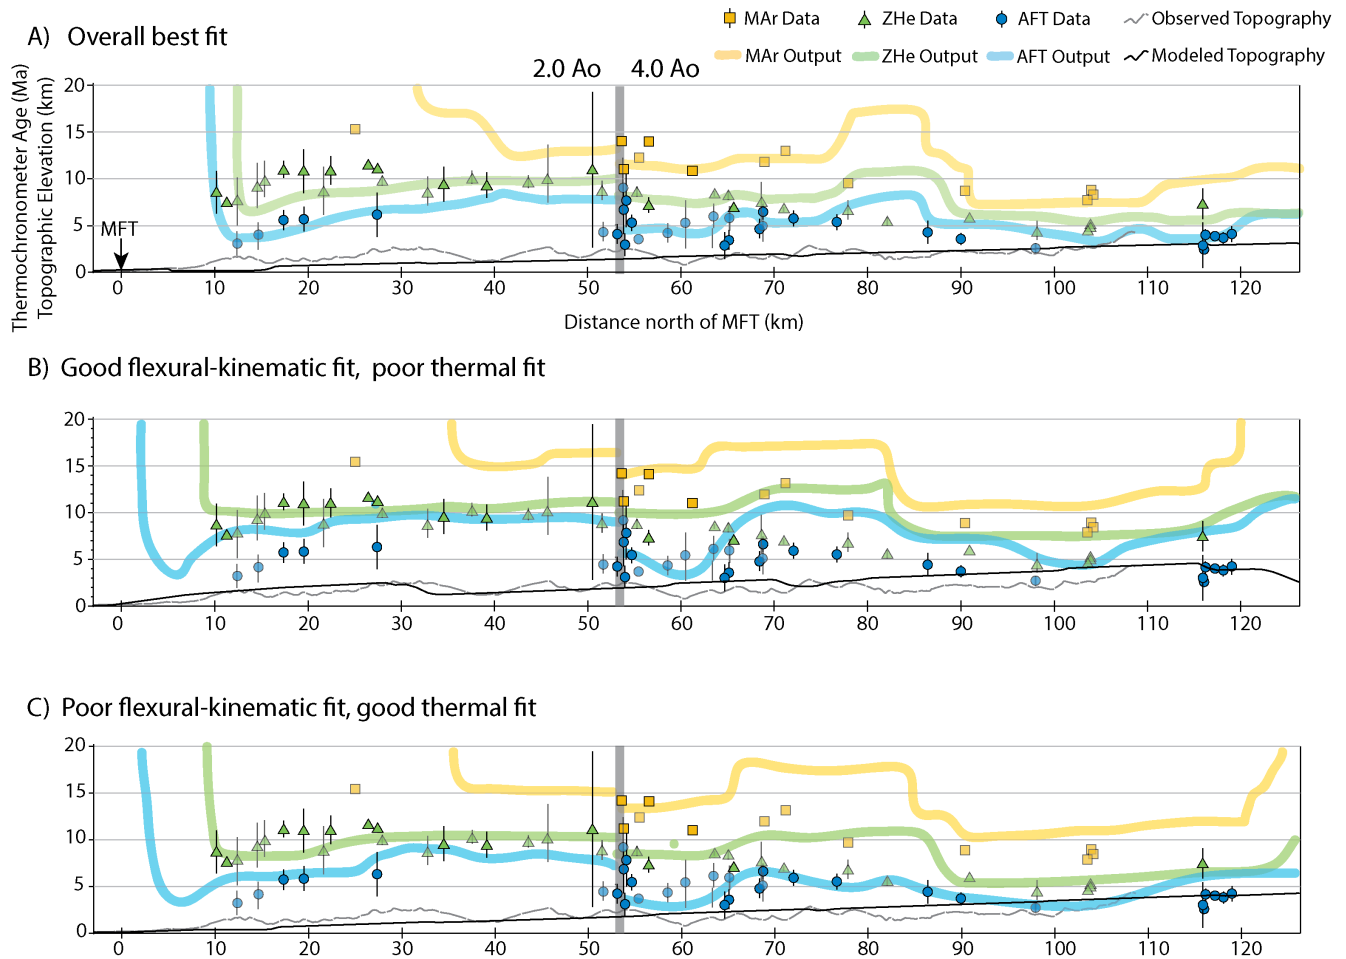 MAr Data ZHe Data AFT Data Observed Topography
A) Overall best fit
MAr Output ZHe Output AFT Output Modeled Topography
2.0 Ao 4.0 Ao
Thermochronometer Age (Ma)
Topographic Elevation (km)
20
15
10
5
0
MFT
0 10 20 30 40 50 60 70 80 90 100 110 120
Distance north of MFT (km)
B) Good flexural-kinematic fit, poor thermal fit
20
15
10
5
0
0 10 20 30 40 50 60 70 80 90 100 110 120
C) Poor flexural-kinematic fit, good thermal fit
20
15
10
5
0
0 10 20 30 40 50 60 70 80 90 100 110 120